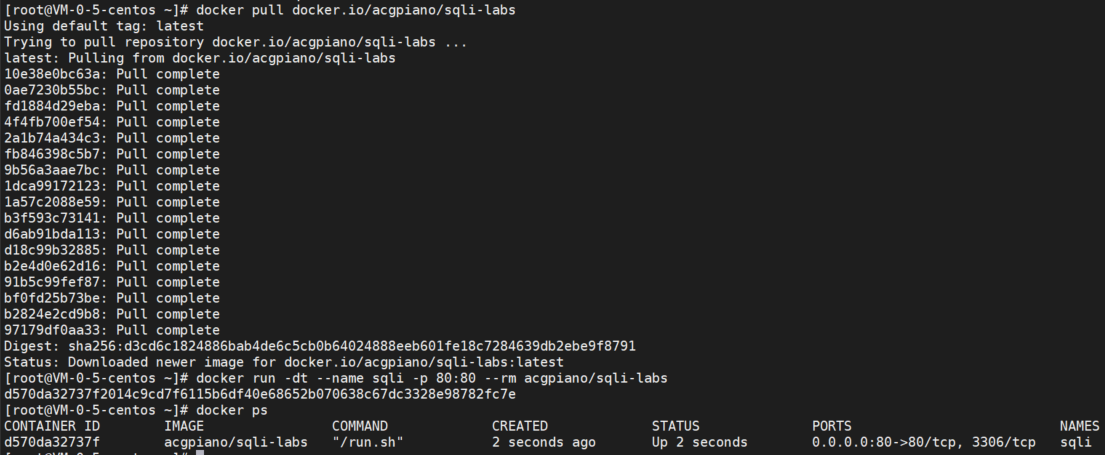 [root@VM-0-5-centos ~]# docker pull docker.io/acgpiano/sqli-labs
Using default tag: latest
Trying to pull repository docker.io/acgpiano/sqli-labs ...
latest: Pulling from docker.io/acgpiano/sqli-labs
10e38e0bc63a: Pull complete
0ae7230b55bc: Pull complete
fd1884d29eba: Pull complete
4f4fb700ef54: Pull complete
2a1b74a434c3: Pull complete
fb846398c5b7: Pull complete
9b56a3aae7bc: Pull complete
1dca99172123: Pull complete
1a57c2088e59: Pull complete
b3f593c73141: Pull complete
d6ab91bda113: Pull complete
d18c99b32885: Pull complete
b2e4d0e62d16: Pull complete
91b5c99fef87: Pull complete
bf0fd25b73be: Pull complete
b2824e2cd9b8: Pull complete
97179df0aa33: Pull complete
Digest: sha256:d3cd6c1824886bab4de6c5cb0b64024888eeb601fe18c7284639db2ebe9f8791
Status: Downloaded newer image for docker.io/acgpiano/sqli-labs:latest
[root@VM-0-5-centos ~]# docker run -dt --name sqli -p 80:80 --rm acgpiano/sqli-labs
d570da32737f2014c9cd7f6115b6df40e68652b070638c67dc3328e98782fc7e
[root@VM-0-5-centos ~]# docker ps
CONTAINER ID IMAGE COMMAND CREATED STATUS PORTS NAMES
d570da32737f acgpiano/sqli-labs "/run.sh" 2 seconds ago Up 2 seconds 0.0.0.0:80->80/tcp, 3306/tcp sqli
[root@VM-0-5-centos ~]#